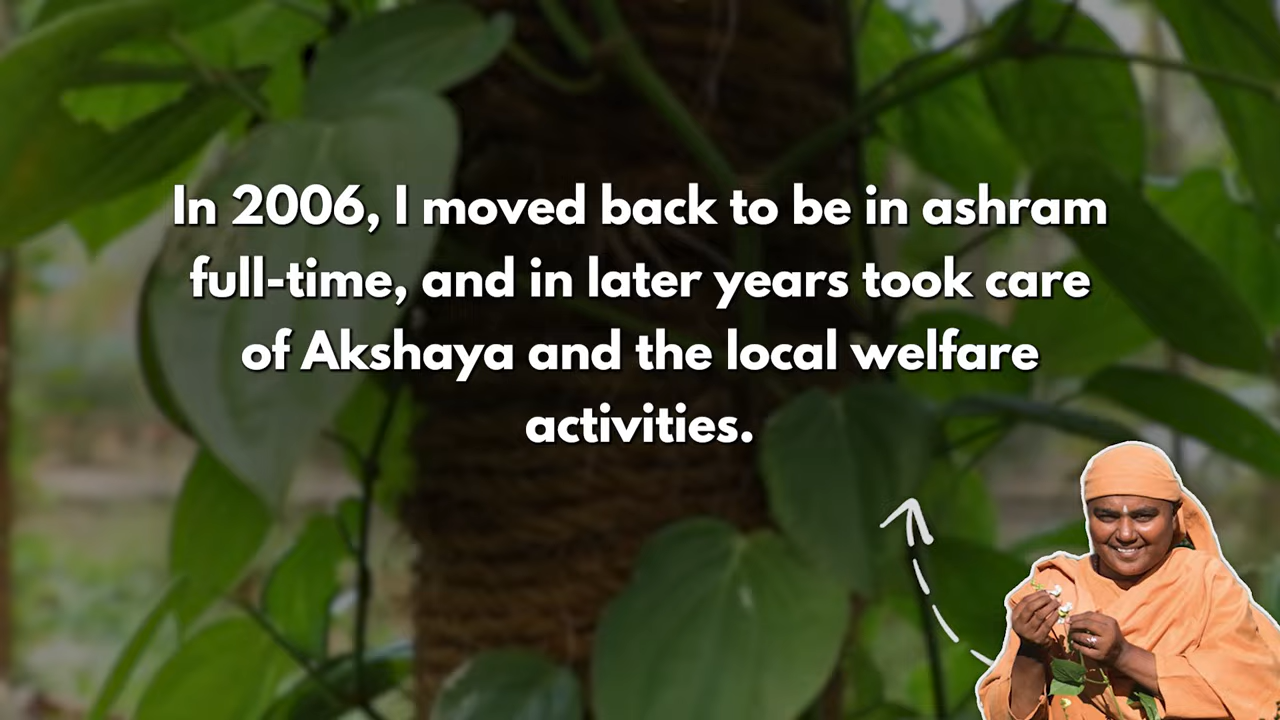 In 2006, I moved back to be in ashram
full-time, and in later years took care
of Akshaya and the local welfare
activities.